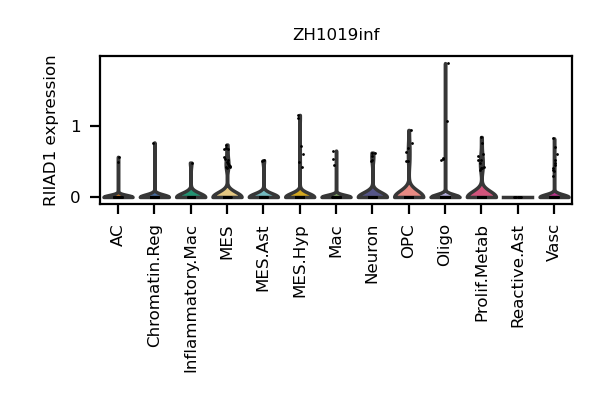 ZH1019inf
RIIAD1 expression
1
0
AC
Chromatin.Reg
Inflammatory.Mac
MES
MES.Ast
MES.Hyp
Mac
Neuron
OPC
Oligo
Prolif.Metab
Reactive.Ast
Vasc